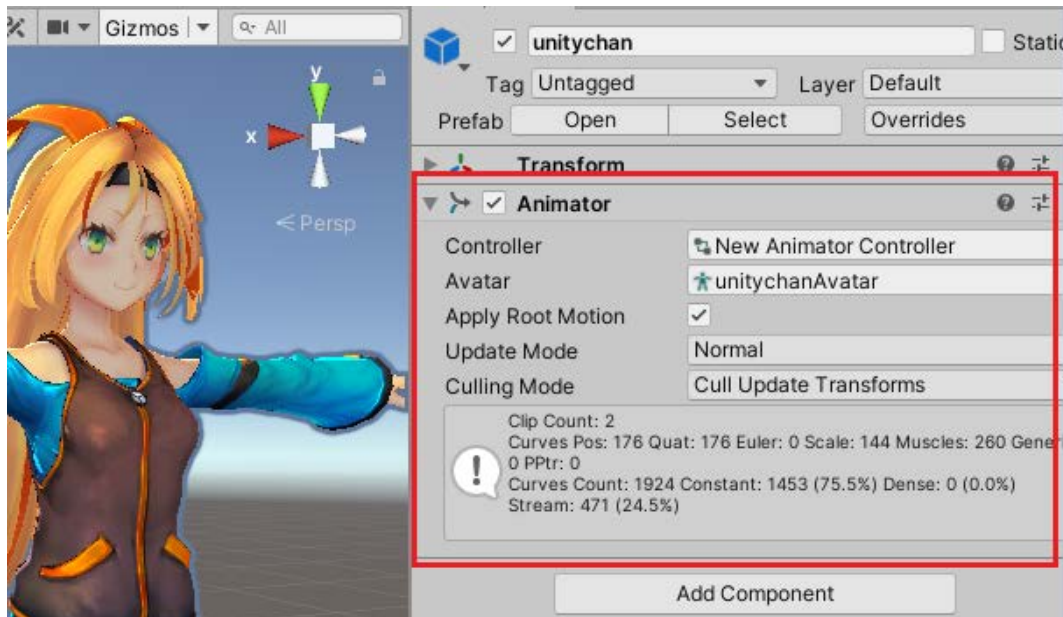 Gizmos
All
y
x
Persp
unitychan
Static
Tag Untagged
Layer Default
Prefab Open Select Overrides
Transform
Animator
Controller New Animator Controller
Avatar unitychanAvatar
Apply Root Motion
Update Mode Normal
Culling Mode Cull Update Transforms
Clip Count: 2
Curves Pos: 176 Quat: 176 Euler: 0 Scale: 144 Muscles: 260 Gener
0 PPtr: 0
Curves Count: 1924 Constant: 1453 (75.5%) Dense: 0 (0.0%)
Stream: 471 (24.5%)
Add Component